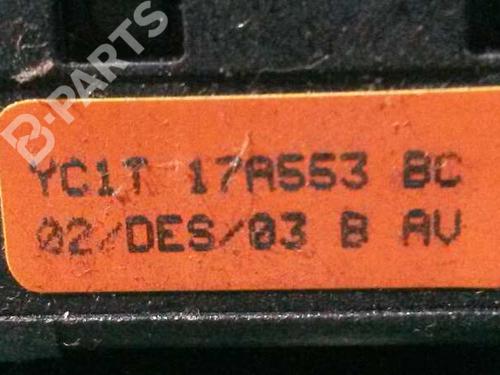 B-PARTS
YC1T 17A553 BC
02/DES/03 B AV